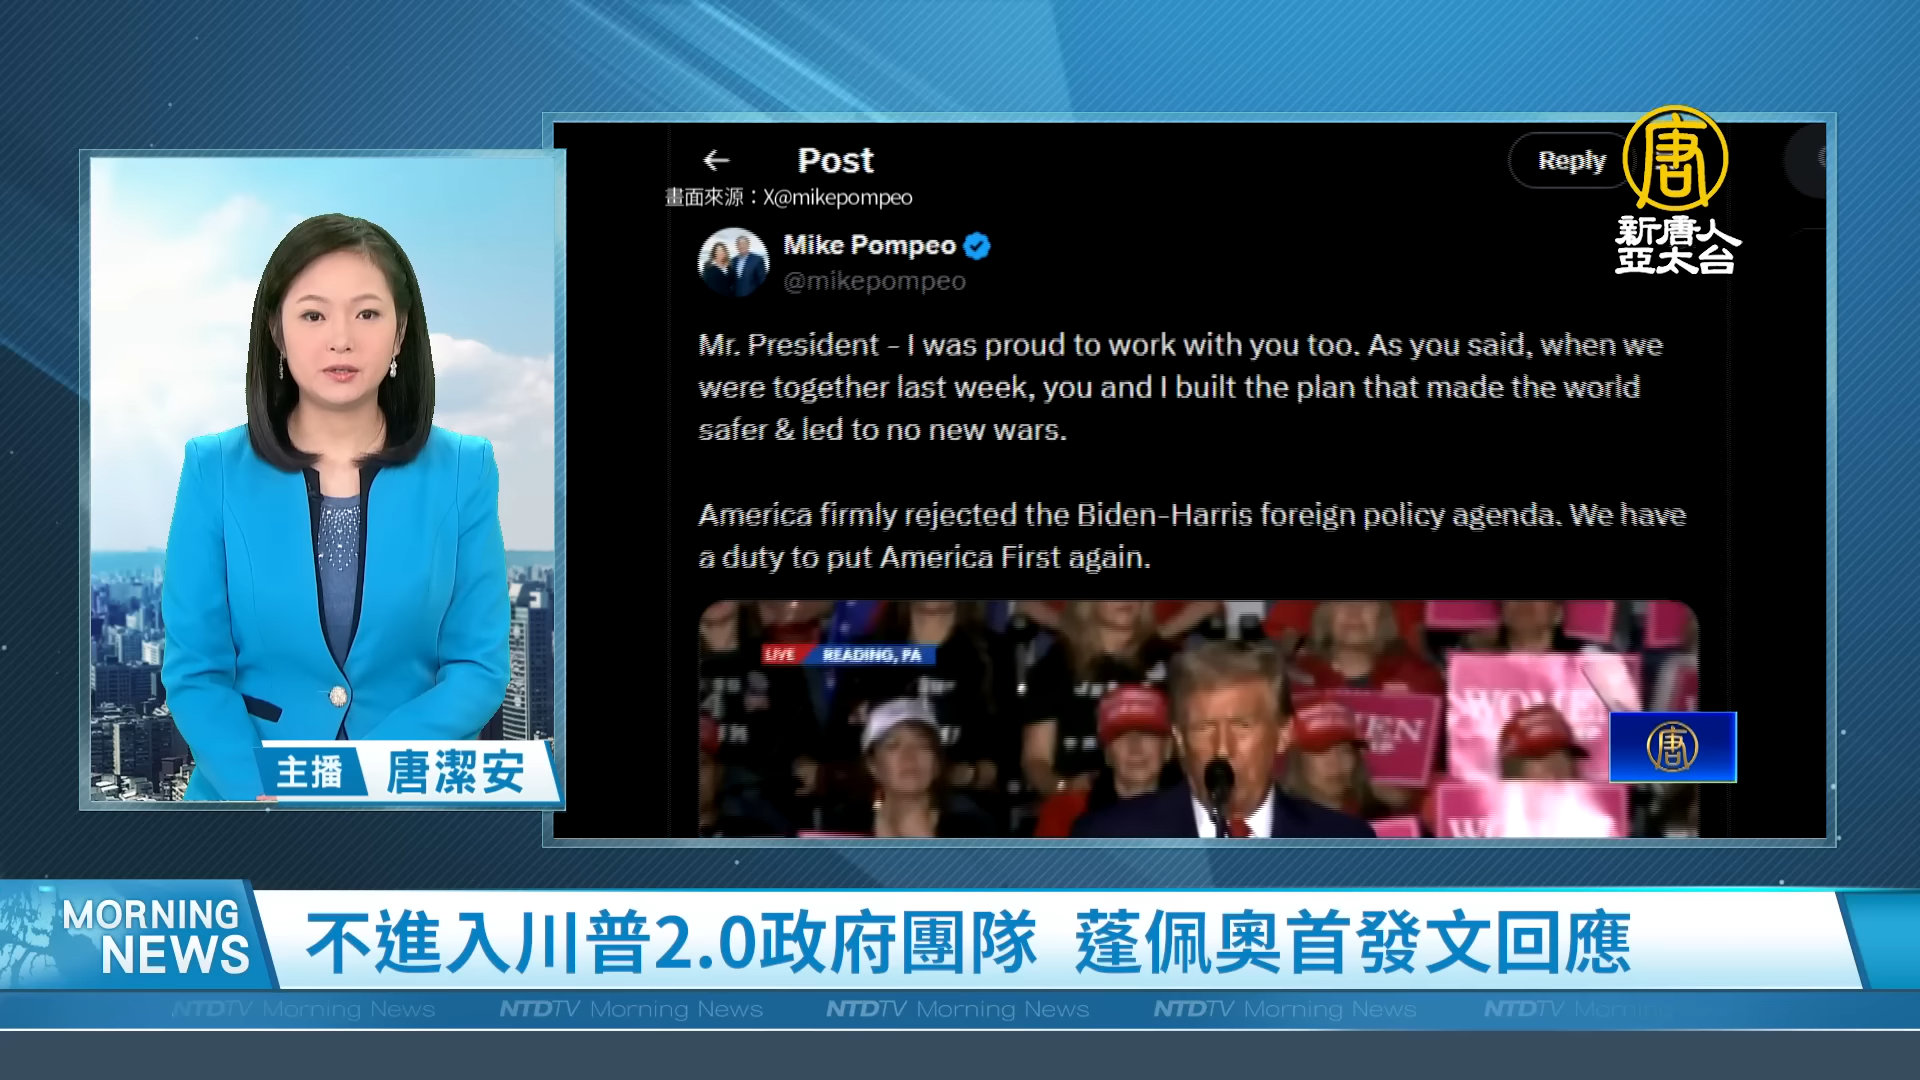 Post
Reply
畫面來源：X@mikepompeo
唐
新唐人
亞太台
Mike Pompeo
@mikepompeo
Mr. President - I was proud to work with you too. As you said, when we
were together last week, you and I built the plan that made the world
safer & led to no new wars.
America firmly rejected the Biden-Harris foreign policy agenda. We have
a duty to put America First again.
LIVE READING, PA
WOMEN
唐
主播 唐潔安
MORNING
NEWS
不進入川普2.0政府團隊 蓬佩奧首發文回應
NTDTV Morning News NTDTV Morning News NTDTV Morning News NTDTV Morning News NTDTV Morning